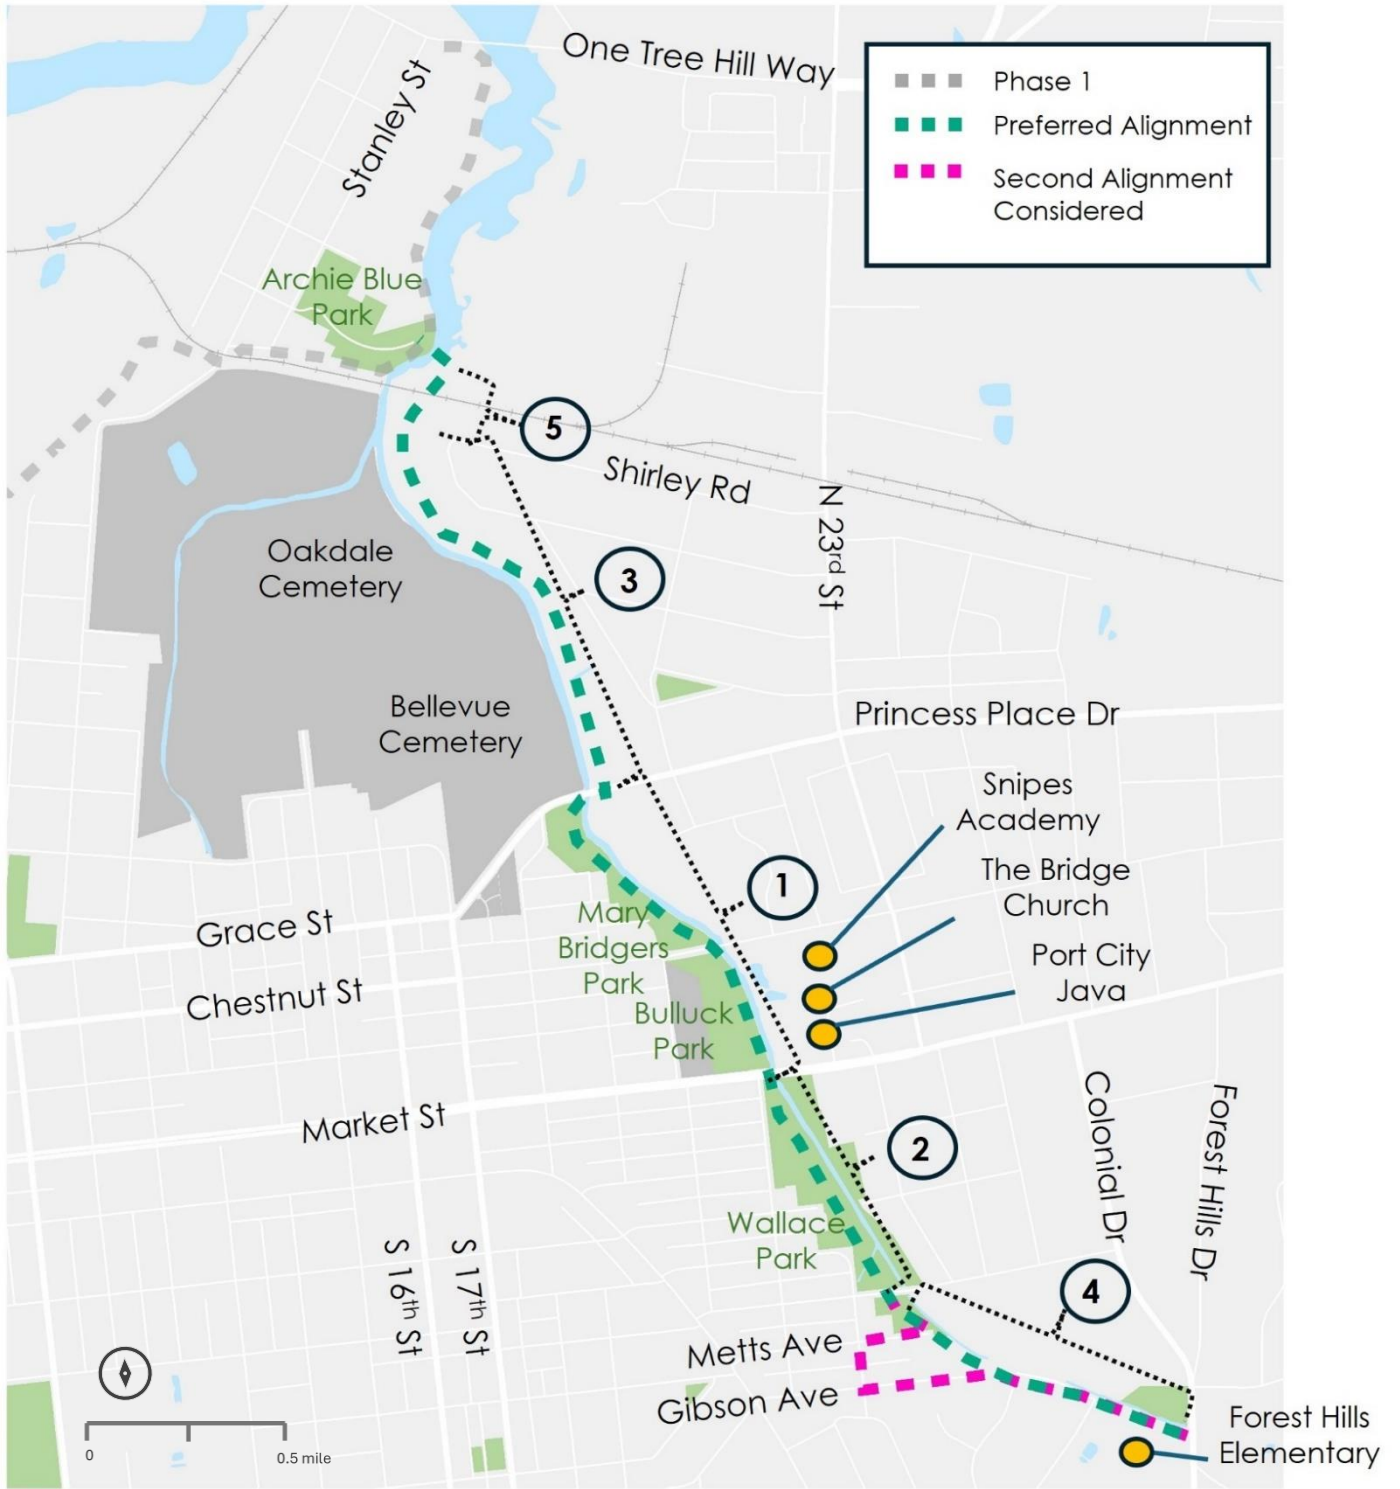 One Tree Hill Way
Phase 1
Preferred Alignment
Second Alignment
Considered
Stanley St
Archie Blue
Park
5
Shirley Rd
N 23rd St
3
Oakdale
Cemetery
Bellevue
Cemetery
Princess Place Dr
Snipes
Academy
The Bridge
Church
Port City
Java
1
Grace St
Mary
Bridgers
Park
Chestnut St
Bulluck
Park
Market St
2
Colonial Dr
Forest Hills Dr
Wallace
Park
S 16th St
S 17th St
4
Metts Ave
Gibson Ave
Forest Hills
Elementary
0
0.5 mile